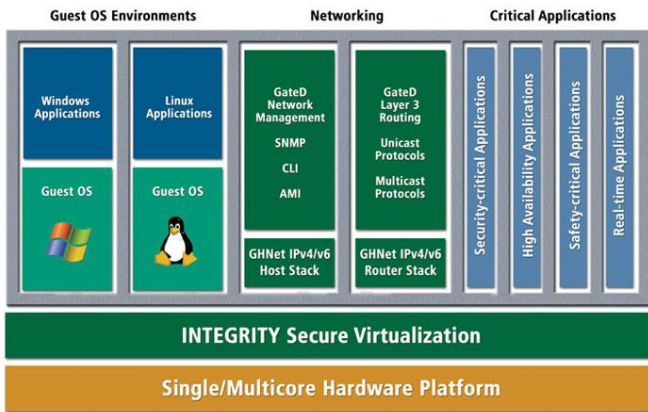 Guest OS Environments
Networking
Critical Applications
Windows
Applications
Linux
Applications
Guest OS
Guest OS
GateD
Network
Management
SNMP
CLI
AMI
GHNet IPv4/v6
Host Stack
GateD
Layer 3
Routing
Unicast
Protocols
Multicast
Protocols
GHNet IPv4/v6
Router Stack
Security-critical Applications
High Availability Applications
Safety-critical Applications
Real-time Applications
INTEGRITY Secure Virtualization
Single/Multicore Hardware Platform